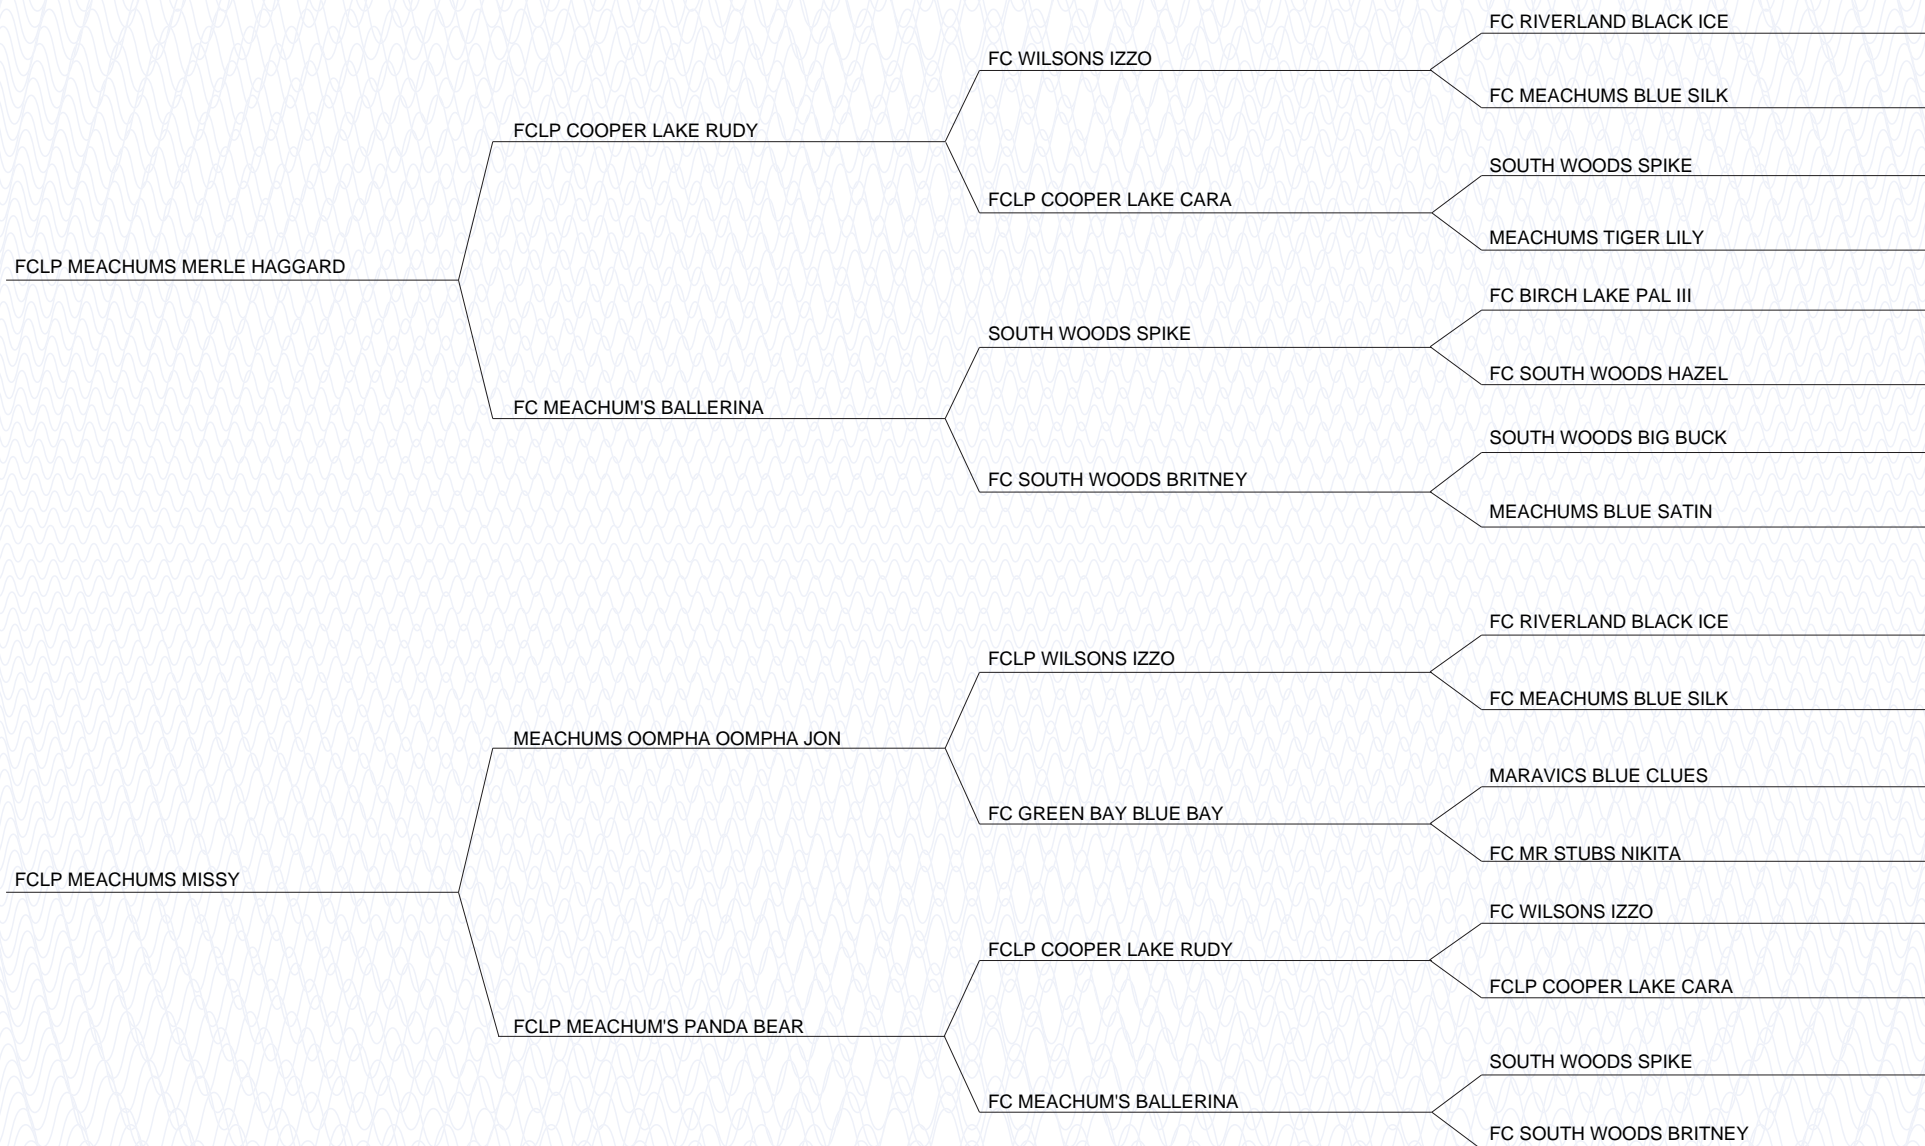 FC RIVERLAND BLACK ICE
FC WILSONS IZZO
FC MEACHUMS BLUE SILK
FCLP COOPER LAKE RUDY
SOUTH WOODS SPIKE
FCLP COOPER LAKE CARA
MEACHUMS TIGER LILY
FCLP MEACHUMS MERLE HAGGARD
FC BIRCH LAKE PAL III
SOUTH WOODS SPIKE
FC SOUTH WOODS HAZEL
FC MEACHUM'S BALLERINA
SOUTH WOODS BIG BUCK
FC SOUTH WOODS BRITNEY
MEACHUMS BLUE SATIN
FC RIVERLAND BLACK ICE
FCLP WILSONS IZZO
FC MEACHUMS BLUE SILK
MEACHUMS OOMPHA OOMPHA JON
MARAVICS BLUE CLUES
FC GREEN BAY BLUE BAY
FC MR STUBS NIKITA
FCLP MEACHUMS MISSY
FC WILSONS IZZO
FCLP COOPER LAKE RUDY
FCLP COOPER LAKE CARA
FCLP MEACHUM'S PANDA BEAR
SOUTH WOODS SPIKE
FC MEACHUM'S BALLERINA
FC SOUTH WOODS BRITNEY